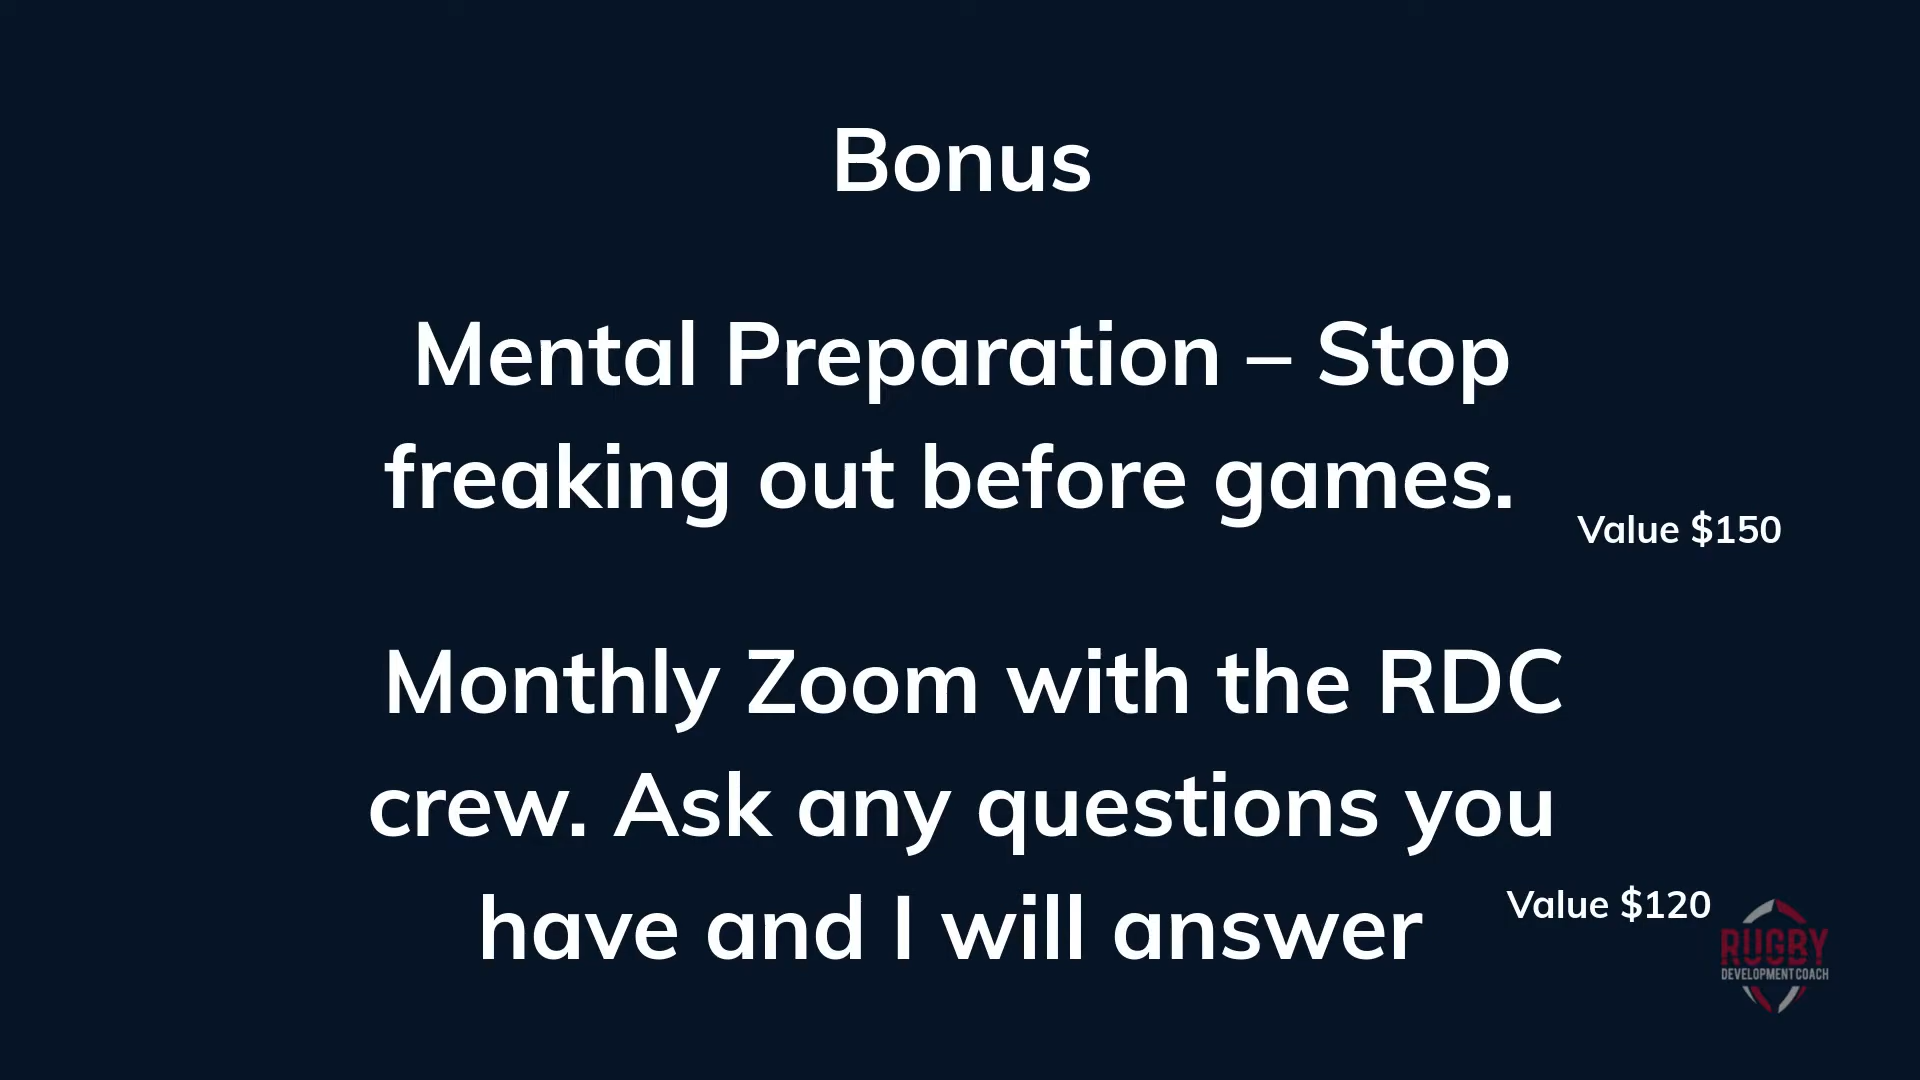 Bonus
Mental Preparation – Stop
freaking out before games.
Value $150
Monthly Zoom with the RDC
crew. Ask any questions you
have and I will answer
Value $120
RUGBY
DEVELOPMENT COACH